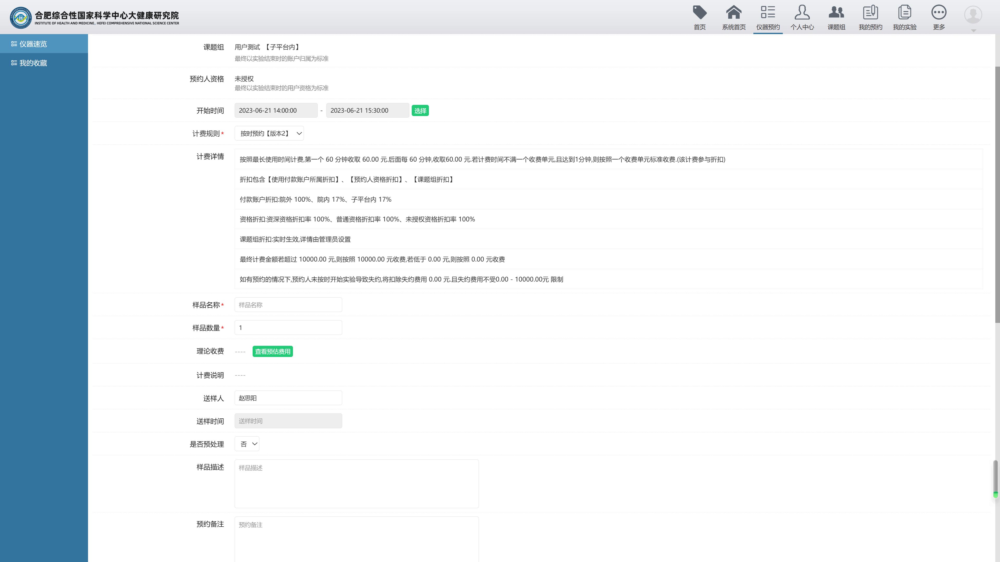 合肥综合性国家科学中心大健康研究院
INSTITUTE OF HEALTH AND MEDICINE, HEFEI COMPREHENSIVE NATIONAL SCIENCE CENTER
首页
系统首页
仪器预约
个人中心
课题组
我的预约
我的实验
更多
仪器速览
我的收藏
课题组 用户测试 【子平台内】
最终以实验结束时的账户归属为标准
预约人资格 未授权
最终以实验结束时的用户资格为标准
开始时间 2023-06-21 14:00:00 - 2023-06-21 15:30:00 选择
计费规则* 按时预约【版本2】
计费详情 按照最长使用时间计费,第一个 60 分钟收取 60.00 元.后面每 60 分钟,收取60.00 元.若计费时间不满一个收费单元,且达到1分钟,则按照一个收费单元标准收费.(该计费参与折扣)
折扣包含【使用付款账户所属折扣】、【预约人资格折扣】、【课题组折扣】
付款账户折扣:院外 100%、院内 17%、子平台内 17%
资格折扣:资深资格折扣率 100%、普通资格折扣率 100%、未授权资格折扣率 100%
课题组折扣:实时生效,详情由管理员设置
最终计费金额若超过 10000.00 元,则按照 10000.00 元收费,若低于 0.00 元,则按照 0.00 元收费
如有预约的情况下,预约人未按时开始实验导致失约,将扣除失约费用 0.00 元.且失约费用不受0.00 - 10000.00元 限制
样品名称* 样品名称
样品数量* 1
理论收费 ---- 查看预估费用
计费说明 ----
送样人 赵思阳
送样时间 送样时间
是否预处理 否
样品描述 样品描述
预约备注 预约备注